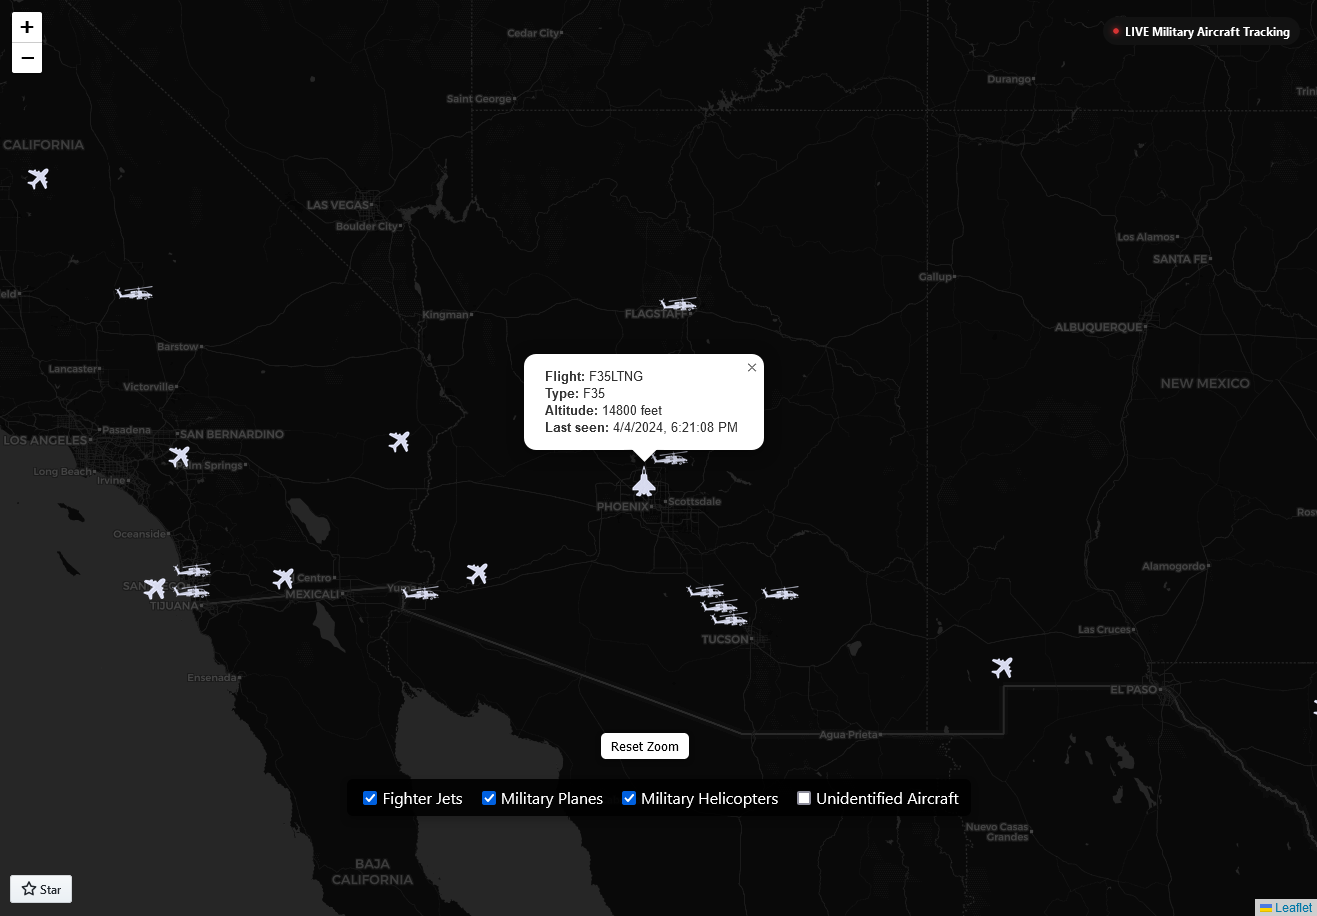 +
−
LIVE Military Aircraft Tracking
Cedar City
Durango
Saint George
CALIFORNIA
LAS VEGAS
Boulder City
Los Alamos
SANTA FE
Gallup
Kingman
FLAGSTAFF
ALBUQUERQUE
Barstow
Lancaster
Victorville
NEW MEXICO
×
Flight: F35LTNG
Type: F35
Altitude: 14800 feet
Last seen: 4/4/2024, 6:21:08 PM
Pasadena
SAN BERNARDINO
LOS ANGELES
Palm Springs
Long Beach
Irvine
Scottsdale
PHOENIX
Oceanside
Alamogordo
Centro
MEXICALI
Yuma
TIJUANA
Las Cruces
TUCSON
Ensenada
EL PASO
Agua Prieta
Reset Zoom
Fighter Jets
Military Planes
Military Helicopters
Unidentified Aircraft
Nuevo Casas
Grandes
BAJA
CALIFORNIA
Star
Leaflet